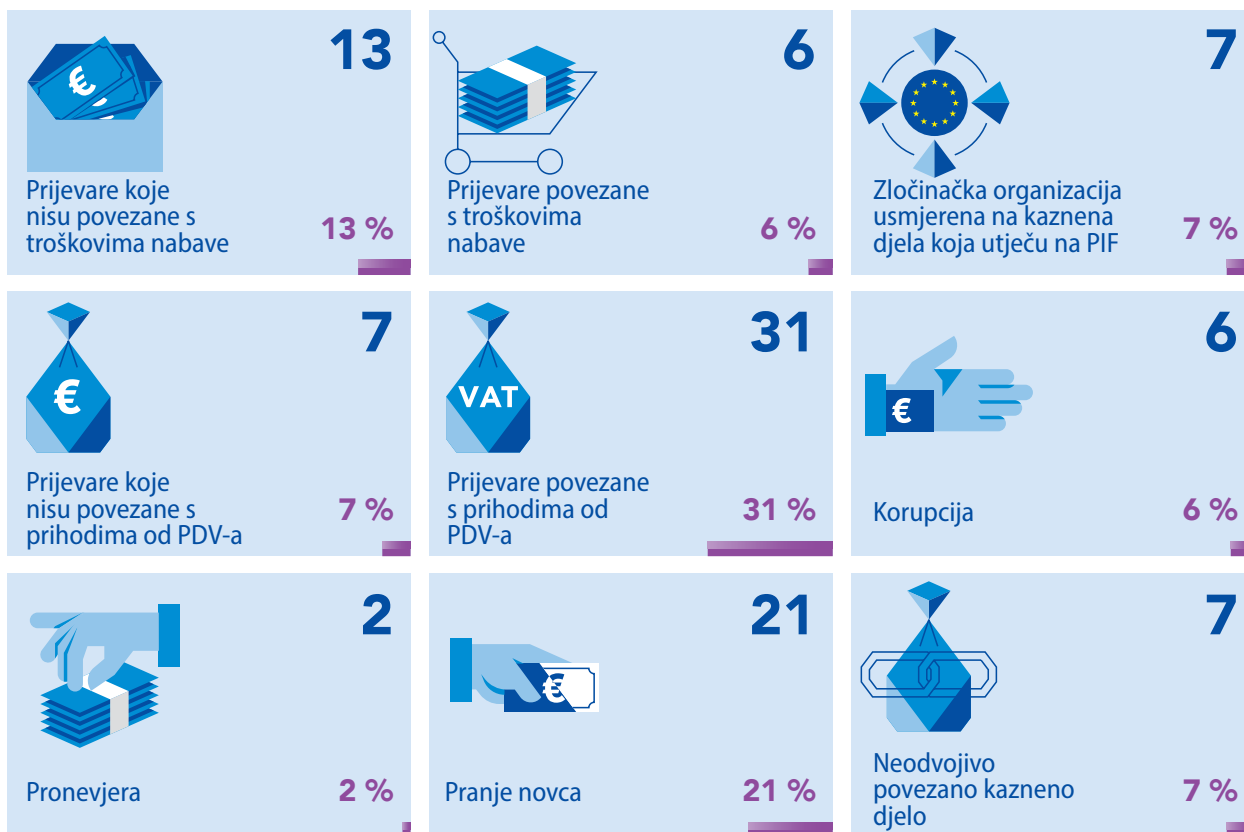 13
€
Prijevare koje
nisu povezane s
troškovima nabave
13 %
6
Prijevare povezane
s troškovima
nabave
6 %
7
Zločinačka organizacija
usmjerena na kaznena
djela koja utječu na PIF
7 %
7
€
Prijevare koje
nisu povezane s
prihodima od PDV-a
7 %
31
VAT
Prijevare povezane
s prihodima od
PDV-a
31 %
6
€
Korupcija
6 %
2
Pronevjera
2 %
21
€
Pranje novca
21 %
7
Neodvojivo
povezano kazneno
djelo
7 %